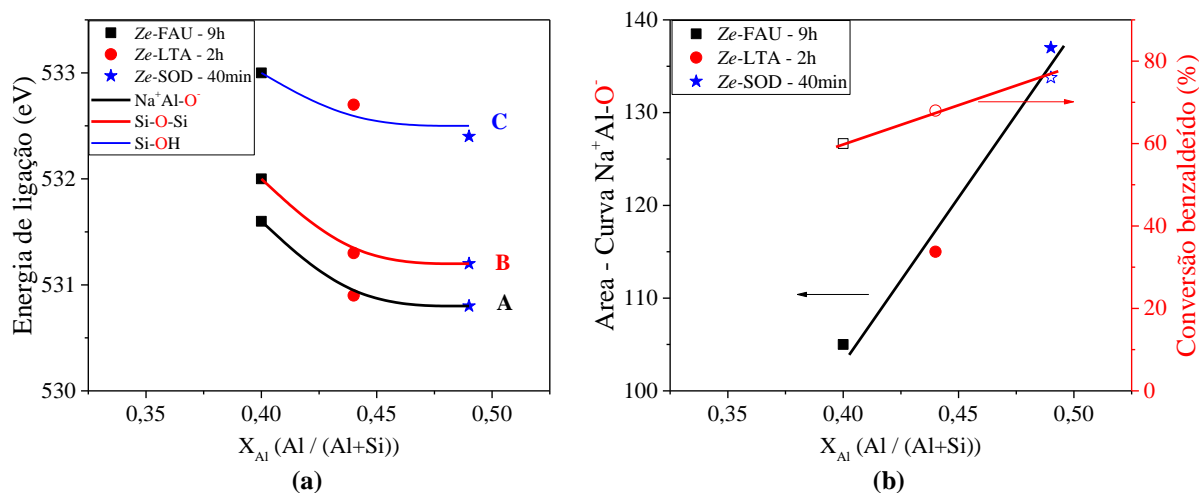 Ze-FAU - 9h
Ze-LTA - 2h
Ze-SOD - 40min
Na⁺Al-O⁻
Si-O-Si
Si-OH
C
B
A
533
532
531
530
Energia de ligação (eV)
0,35
0,40
0,45
0,50
X_Al (Al / (Al+Si))
(a)
Ze-FAU - 9h
Ze-LTA - 2h
Ze-SOD - 40min
140
130
120
110
100
Area - Curva Na⁺Al-O⁻
80
60
40
20
0
Conversão benzaldeído (%)
0,35
0,40
0,45
0,50
X_Al (Al / (Al+Si))
(b)